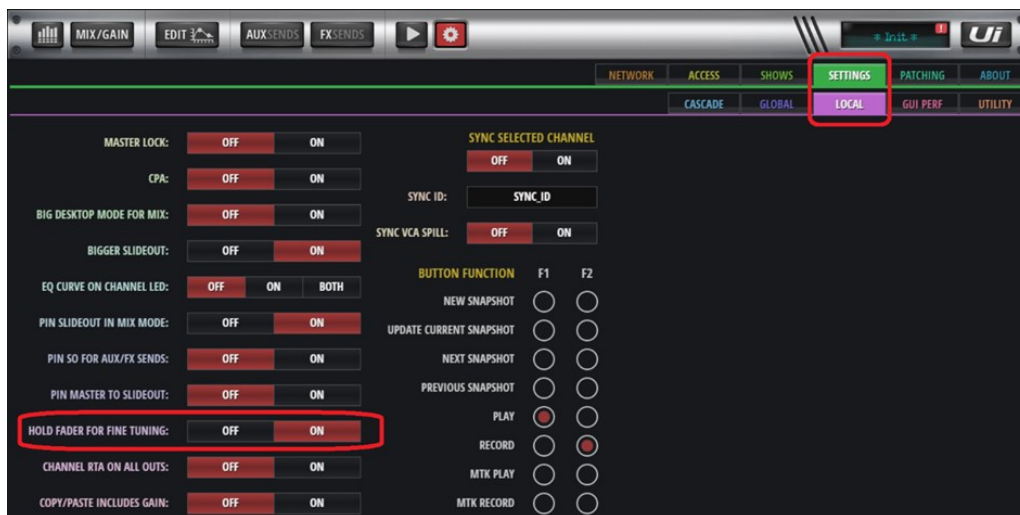 MIX/GAIN EDIT AUXSENDS FXSENDS * Init * ! Ui
NETWORK ACCESS SHOWS SETTINGS PATCHING ABOUT
CASCADE GLOBAL LOCAL GUI PERF UTILITY
MASTER LOCK: OFF ON
CPA: OFF ON
BIG DESKTOP MODE FOR MIX: OFF ON
BIGGER SLIDEOUT: OFF ON
EQ CURVE ON CHANNEL LED: OFF ON BOTH
PIN SLIDEOUT IN MIX MODE: OFF ON
PIN SO FOR AUX/FX SENDS: OFF ON
PIN MASTER TO SLIDEOUT: OFF ON
HOLD FADER FOR FINE TUNING: OFF ON
CHANNEL RTA ON ALL OUTS: OFF ON
COPY/PASTE INCLUDES GAIN: OFF ON
SYNC SELECTED CHANNEL
OFF ON
SYNC ID: SYNC_ID
SYNC VCA SPILL: OFF ON
BUTTON FUNCTION F1 F2
NEW SNAPSHOT
UPDATE CURRENT SNAPSHOT
NEXT SNAPSHOT
PREVIOUS SNAPSHOT
PLAY
RECORD
MTK PLAY
MTK RECORD